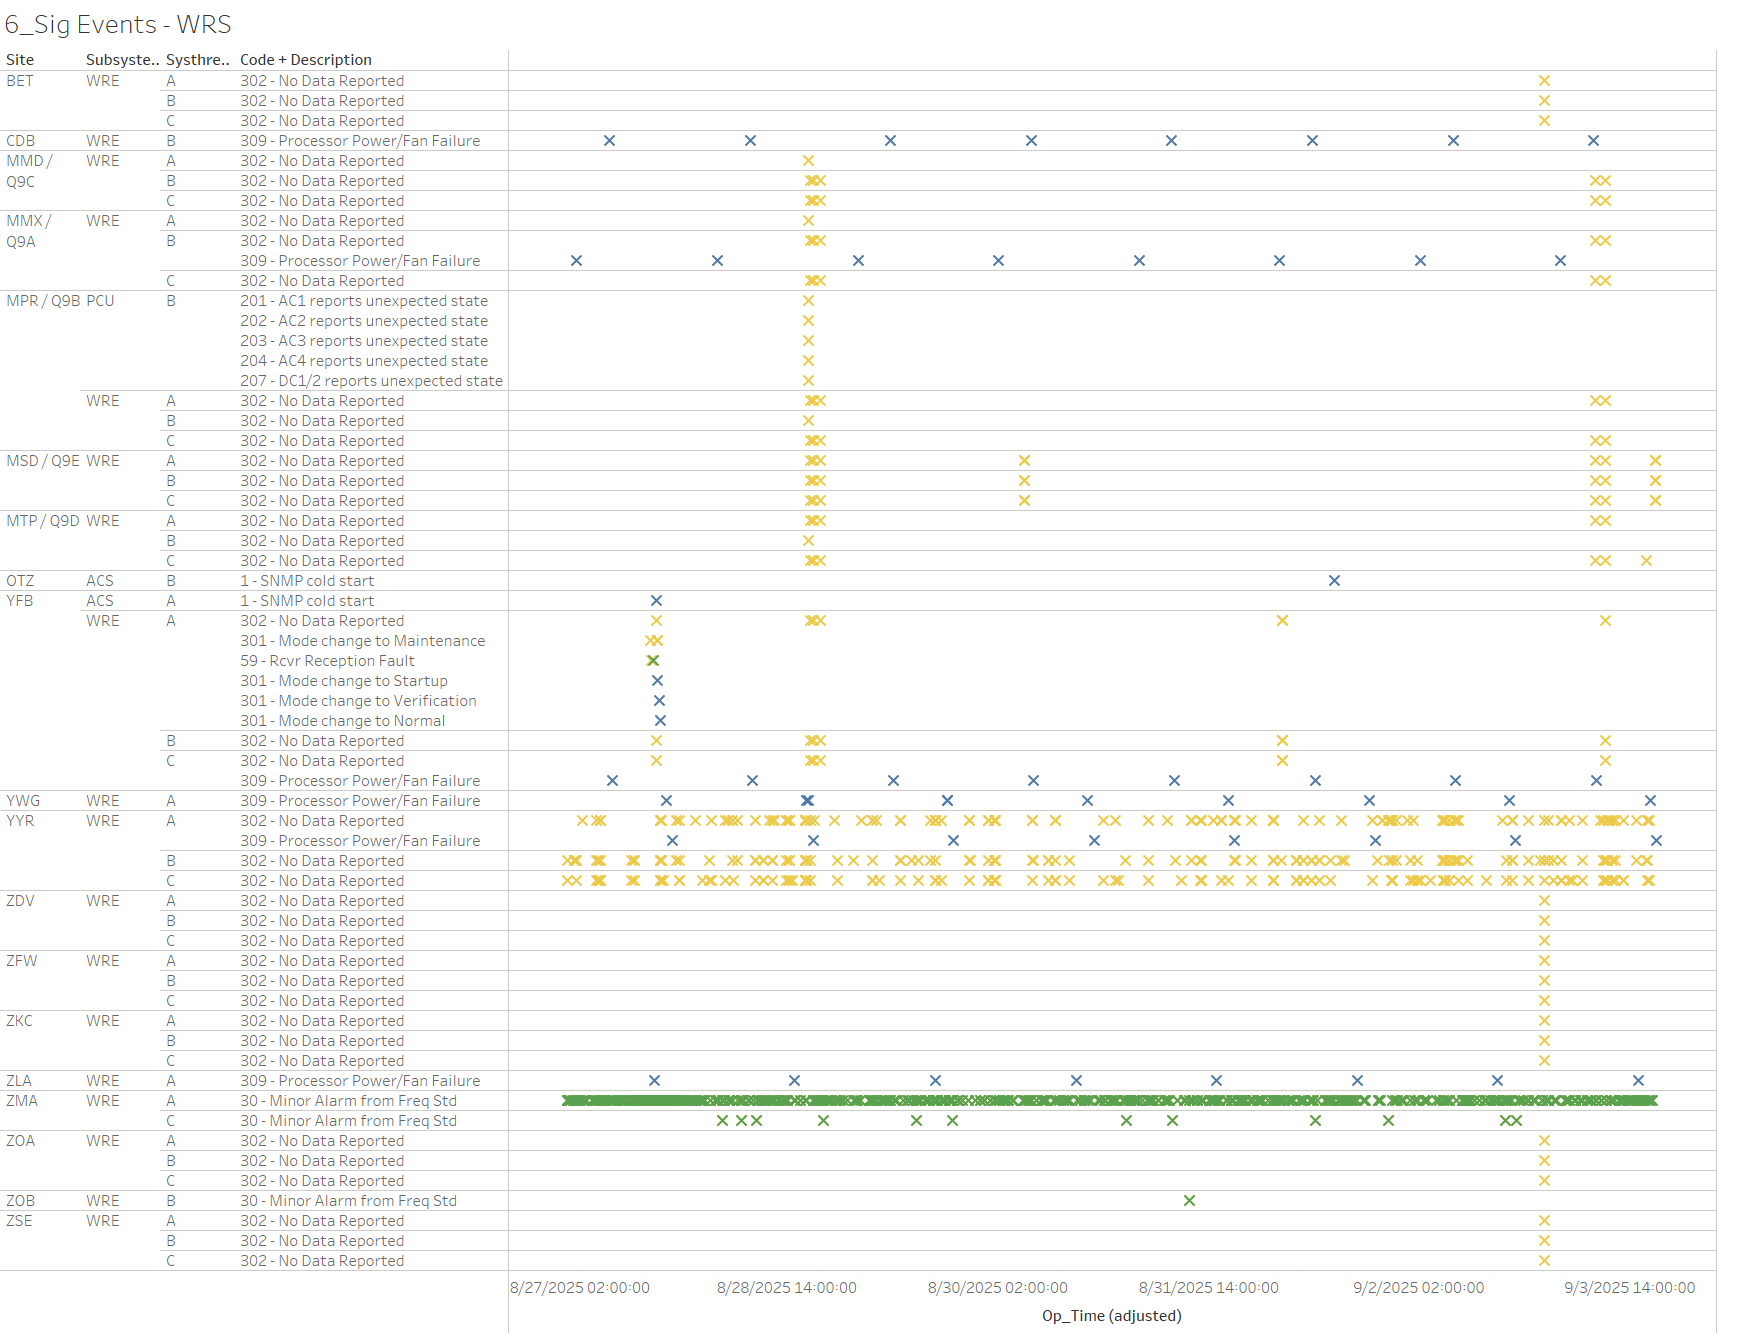 6_Sig Events - WRS
Site Subsyste.. Systhre.. Code + Description
BET WRE A 302 - No Data Reported
B 302 - No Data Reported
C 302 - No Data Reported
CDB WRE B 309 - Processor Power/Fan Failure
MMD / Q9C WRE A 302 - No Data Reported
B 302 - No Data Reported
C 302 - No Data Reported
MMX / Q9A WRE A 302 - No Data Reported
B 302 - No Data Reported
309 - Processor Power/Fan Failure
C 302 - No Data Reported
MPR / Q9B PCU B 201 - AC1 reports unexpected state
202 - AC2 reports unexpected state
203 - AC3 reports unexpected state
204 - AC4 reports unexpected state
207 - DC1/2 reports unexpected state
WRE A 302 - No Data Reported
B 302 - No Data Reported
C 302 - No Data Reported
MSD / Q9E WRE A 302 - No Data Reported
B 302 - No Data Reported
C 302 - No Data Reported
MTP / Q9D WRE A 302 - No Data Reported
B 302 - No Data Reported
C 302 - No Data Reported
OTZ ACS B 1 - SNMP cold start
YFB ACS A 1 - SNMP cold start
WRE A 302 - No Data Reported
301 - Mode change to Maintenance
59 - Rcvr Reception Fault
301 - Mode change to Startup
301 - Mode change to Verification
301 - Mode change to Normal
B 302 - No Data Reported
C 302 - No Data Reported
309 - Processor Power/Fan Failure
YWG WRE A 309 - Processor Power/Fan Failure
YYR WRE A 302 - No Data Reported
309 - Processor Power/Fan Failure
B 302 - No Data Reported
C 302 - No Data Reported
ZDV WRE A 302 - No Data Reported
B 302 - No Data Reported
C 302 - No Data Reported
ZFW WRE A 302 - No Data Reported
B 302 - No Data Reported
C 302 - No Data Reported
ZKC WRE A 302 - No Data Reported
B 302 - No Data Reported
C 302 - No Data Reported
ZLA WRE A 309 - Processor Power/Fan Failure
ZMA WRE A 30 - Minor Alarm from Freq Std
C 30 - Minor Alarm from Freq Std
ZOA WRE A 302 - No Data Reported
B 302 - No Data Reported
C 302 - No Data Reported
ZOB WRE B 30 - Minor Alarm from Freq Std
ZSE WRE A 302 - No Data Reported
B 302 - No Data Reported
C 302 - No Data Reported
8/27/2025 02:00:00 8/28/2025 14:00:00 8/30/2025 02:00:00 8/31/2025 14:00:00 9/2/2025 02:00:00 9/3/2025 14:00:00
Op_Time (adjusted)